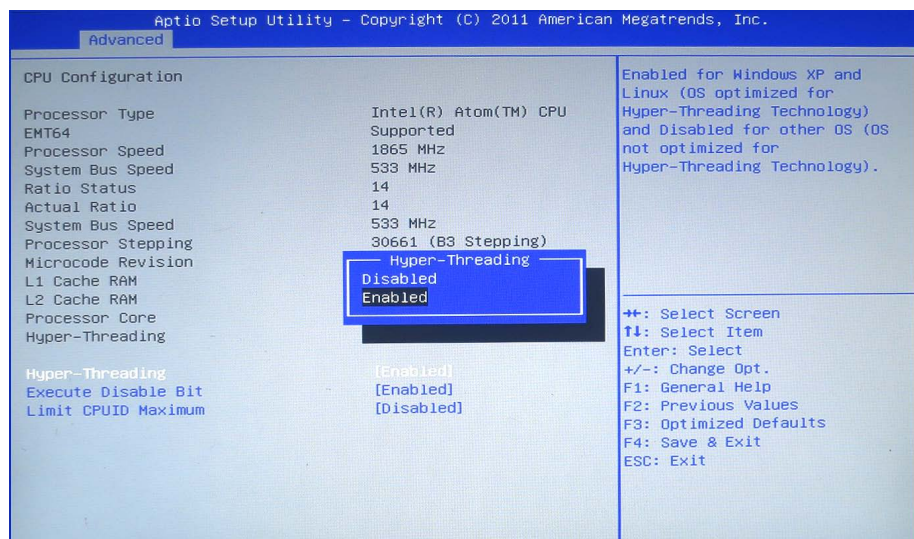 Aptio Setup Utility – Copyright (C) 2011 American Megatrends, Inc.
Advanced
CPU Configuration
Processor Type Intel(R) Atom(TM) CPU
EMT64 Supported
Processor Speed 1865 MHz
System Bus Speed 533 MHz
Ratio Status 14
Actual Ratio 14
System Bus Speed 533 MHz
Processor Stepping 30661 (B3 Stepping)
Microcode Revision
L1 Cache RAM
L2 Cache RAM
Processor Core
Hyper-Threading
Hyper-Threading
Disabled
Enabled
Hyper-Threading [Enabled]
Execute Disable Bit [Enabled]
Limit CPUID Maximum [Disabled]
Enabled for Windows XP and
Linux (OS optimized for
Hyper-Threading Technology)
and Disabled for other OS (OS
not optimized for
Hyper-Threading Technology).
→←: Select Screen
↑↓: Select Item
Enter: Select
+/-: Change Opt.
F1: General Help
F2: Previous Values
F3: Optimized Defaults
F4: Save & Exit
ESC: Exit